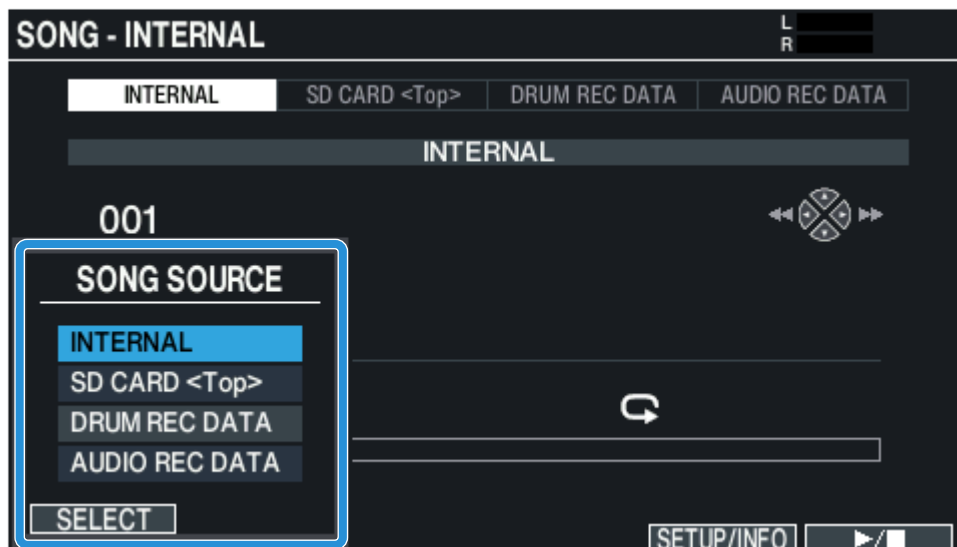 SONG - INTERNAL
L
R
INTERNAL SD CARD <Top> DRUM REC DATA AUDIO REC DATA
INTERNAL
001
SONG SOURCE
INTERNAL
SD CARD <Top>
DRUM REC DATA
AUDIO REC DATA
SELECT
SETUP/INFO ►/■